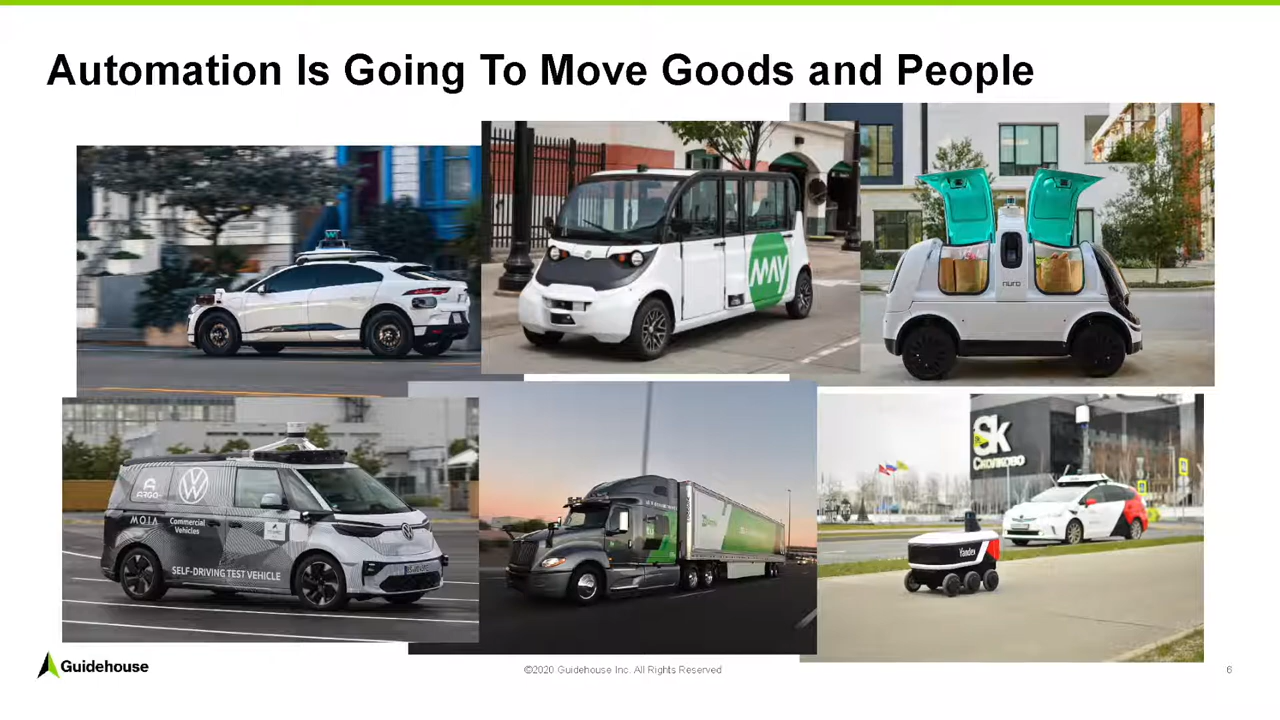 Automation Is Going To Move Goods and People
MAY
nuro
ARGO
MOIA
Commercial
Vehicles
SELF-DRIVING TEST VEHICLE
Sk
Сколково
Yandex
Guidehouse
©2020 Guidehouse Inc. All Rights Reserved
6